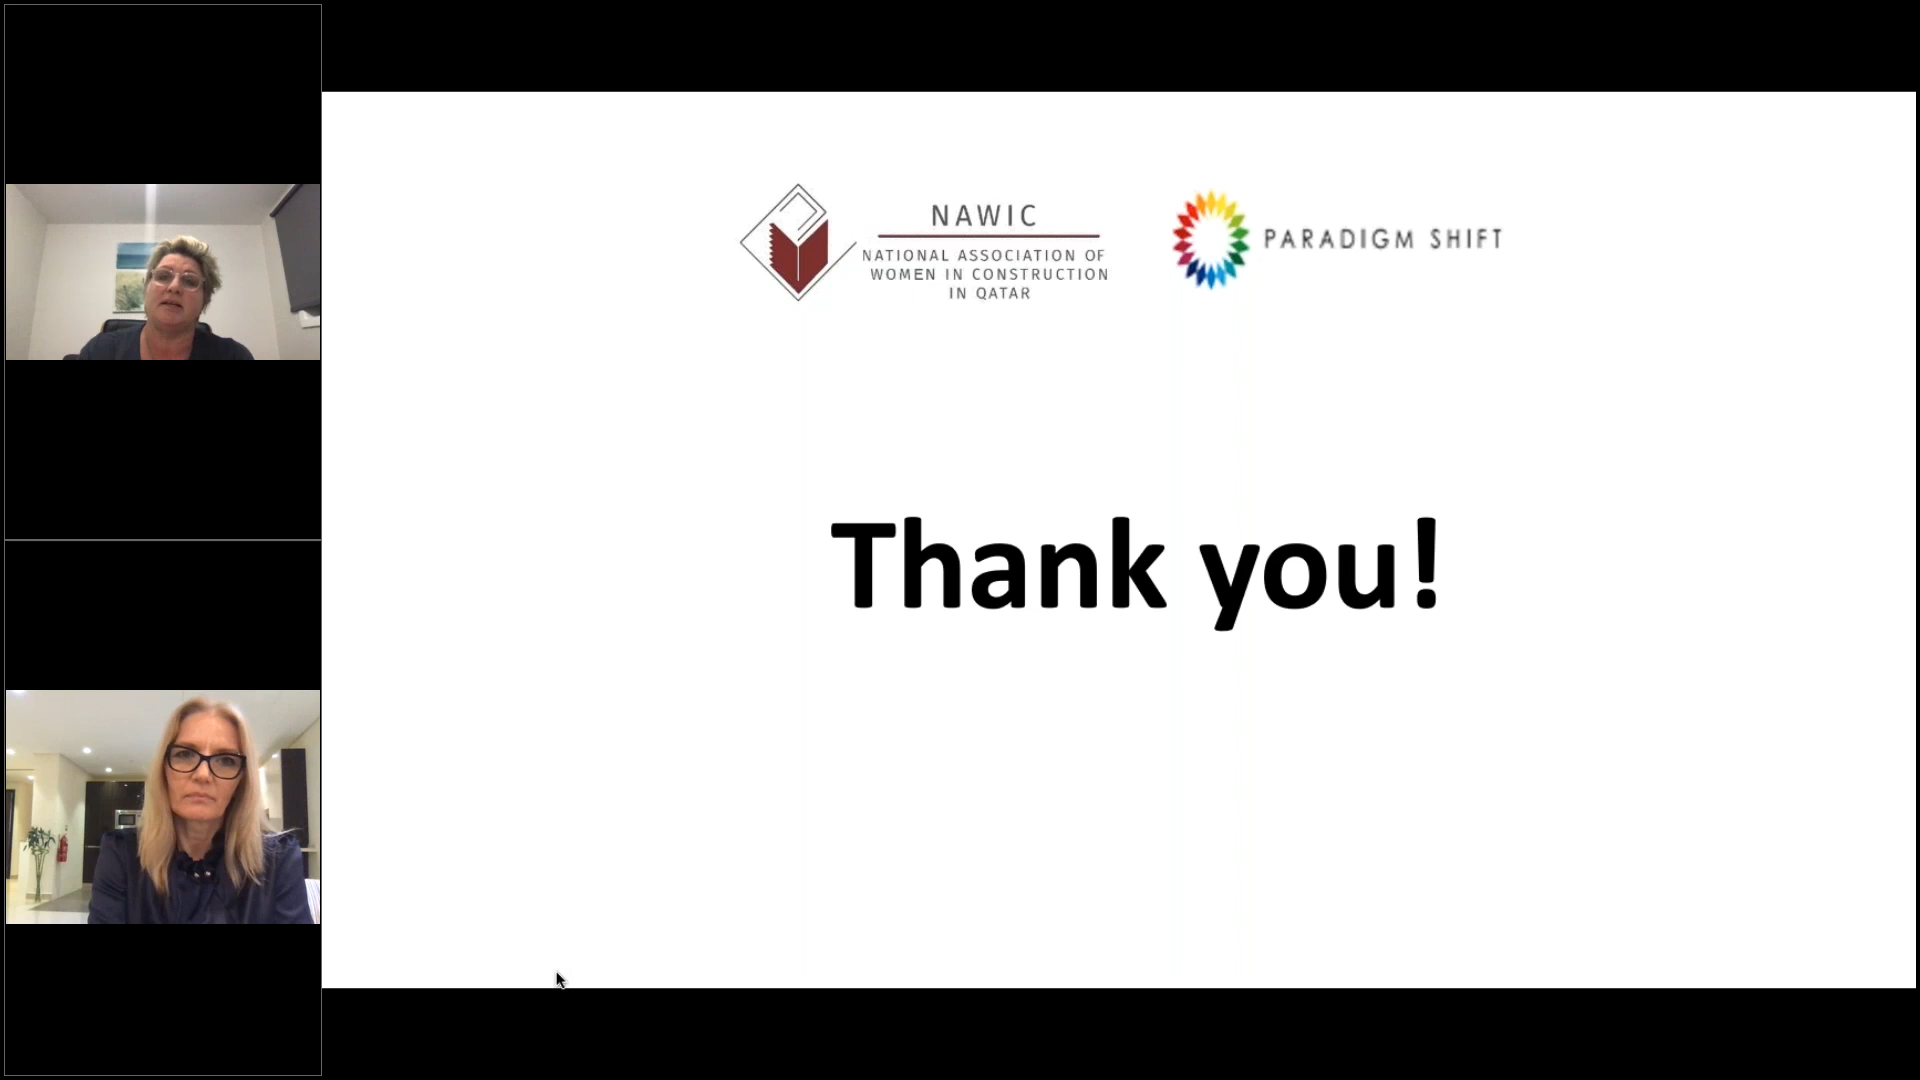 NAWIC
NATIONAL ASSOCIATION OF
WOMEN IN CONSTRUCTION
IN QATAR
PARADIGM SHIFT
Thank you!